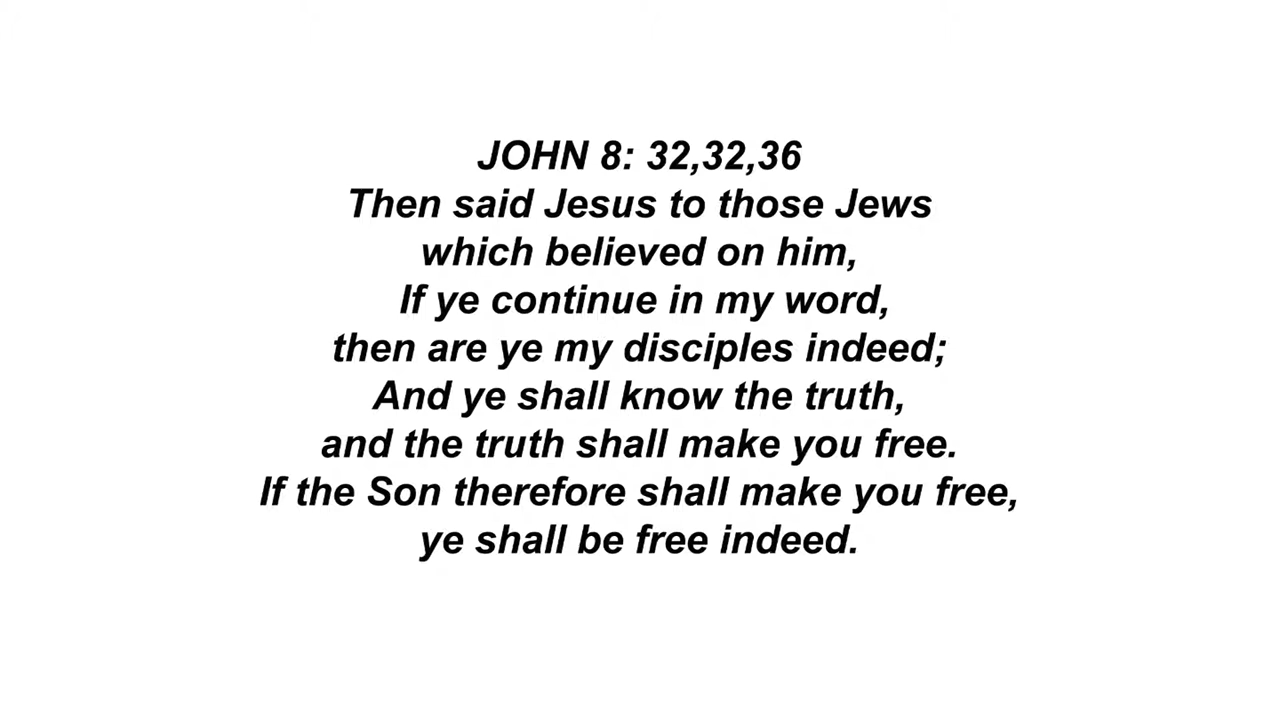 JOHN 8: 32,32,36
Then said Jesus to those Jews
which believed on him,
If ye continue in my word,
then are ye my disciples indeed;
And ye shall know the truth,
and the truth shall make you free.
If the Son therefore shall make you free,
ye shall be free indeed.